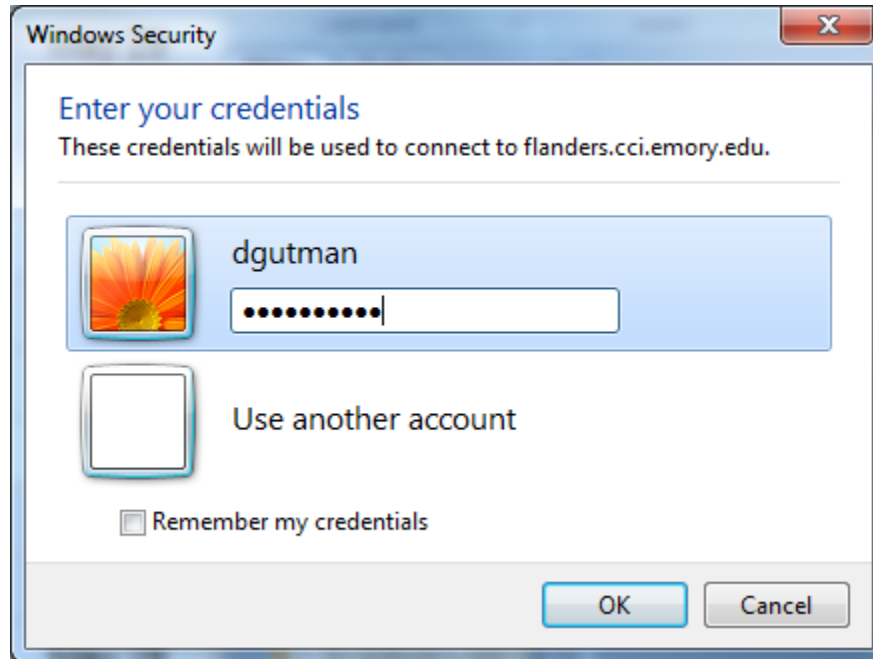 Windows Security
Enter your credentials
These credentials will be used to connect to flanders.cci.emory.edu.
dgutman
••••••••••
Use another account
Remember my credentials
OK
Cancel